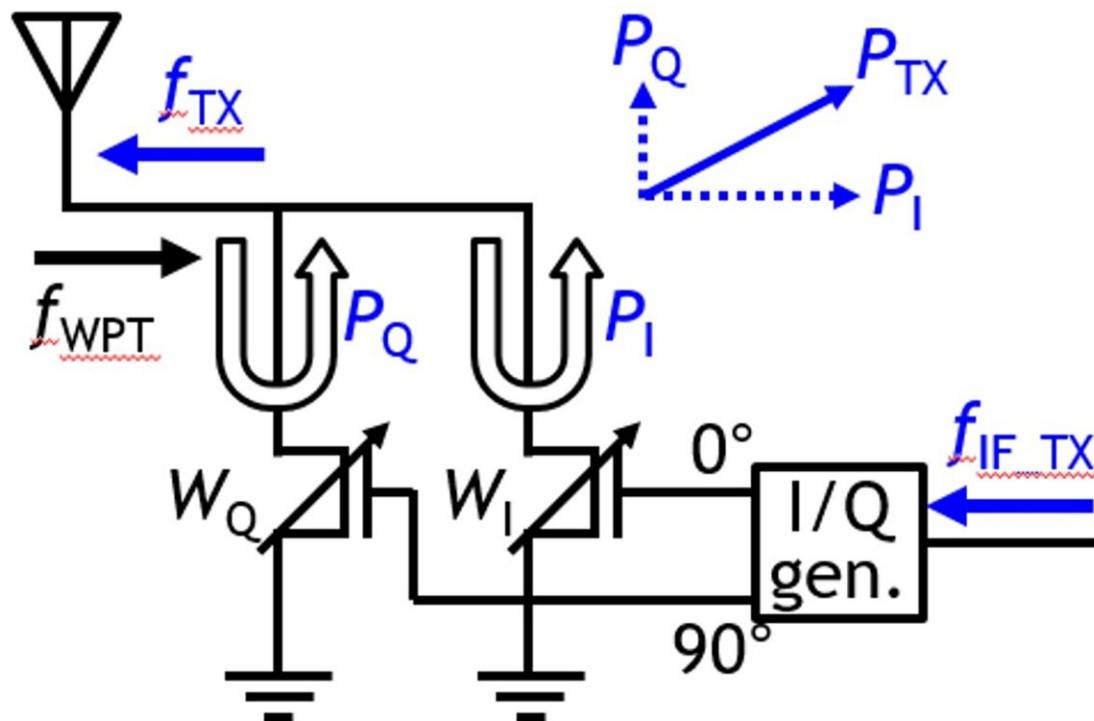 f_TX
P_Q
P_TX
P_I
f_WPT
P_Q
P_I
f_IF_TX
W_Q
W_I
0°
I/Q
gen.
90°